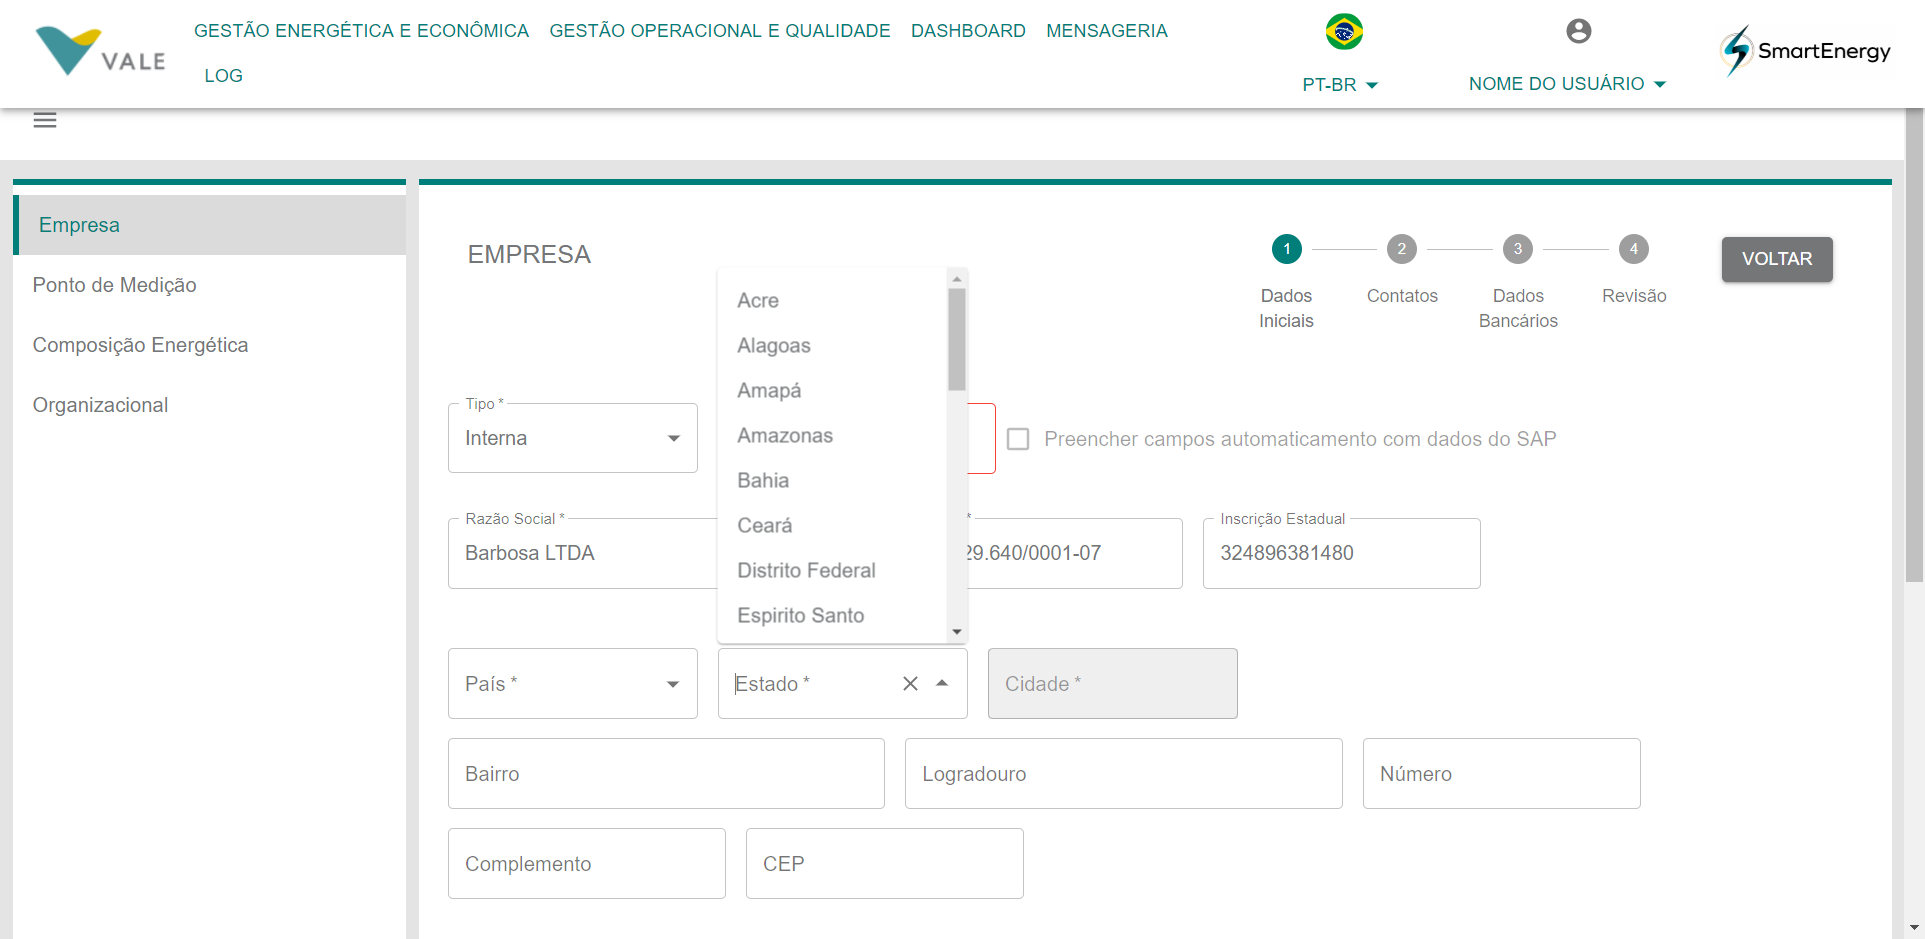 VALE
GESTÃO ENERGÉTICA E ECONÔMICA
GESTÃO OPERACIONAL E QUALIDADE
DASHBOARD
MENSAGERIA
LOG
PT-BR
NOME DO USUÁRIO
SmartEnergy
Empresa
Ponto de Medição
Composição Energética
Organizacional
EMPRESA
1
2
3
4
Dados
Iniciais
Contatos
Dados
Bancários
Revisão
VOLTAR
Acre
Alagoas
Amapá
Amazonas
Bahia
Ceará
Distrito Federal
Espirito Santo
Tipo *
Interna
Preencher campos automaticamento com dados do SAP
Razão Social *
Barbosa LTDA
*
29.640/0001-07
Inscrição Estadual
324896381480
País *
Estado *
Cidade *
Bairro
Logradouro
Número
Complemento
CEP